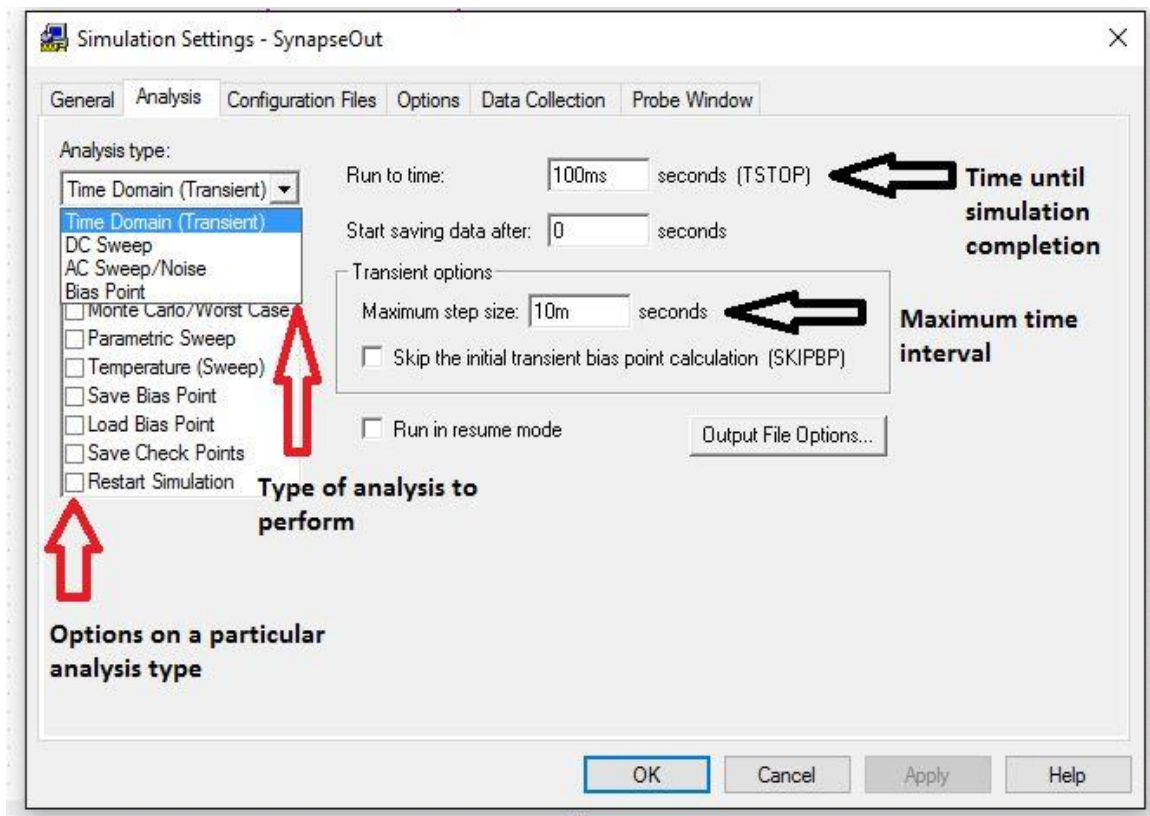 Simulation Settings - SynapseOut
General Analysis Configuration Files Options Data Collection Probe Window
Analysis type:
Time Domain (Transient)
Time Domain (Transient)
DC Sweep
AC Sweep/Noise
Bias Point
Monte Carlo/Worst Case
Parametric Sweep
Temperature (Sweep)
Save Bias Point
Load Bias Point
Save Check Points
Restart Simulation
Run to time: 100ms seconds (TSTOP)
Start saving data after: 0 seconds
Transient options
Maximum step size: 10m seconds
Skip the initial transient bias point calculation (SKIPBP)
Run in resume mode
Output File Options...
Time until
simulation
completion
Maximum time
interval
Type of analysis to
perform
Options on a particular
analysis type
OK Cancel Apply Help